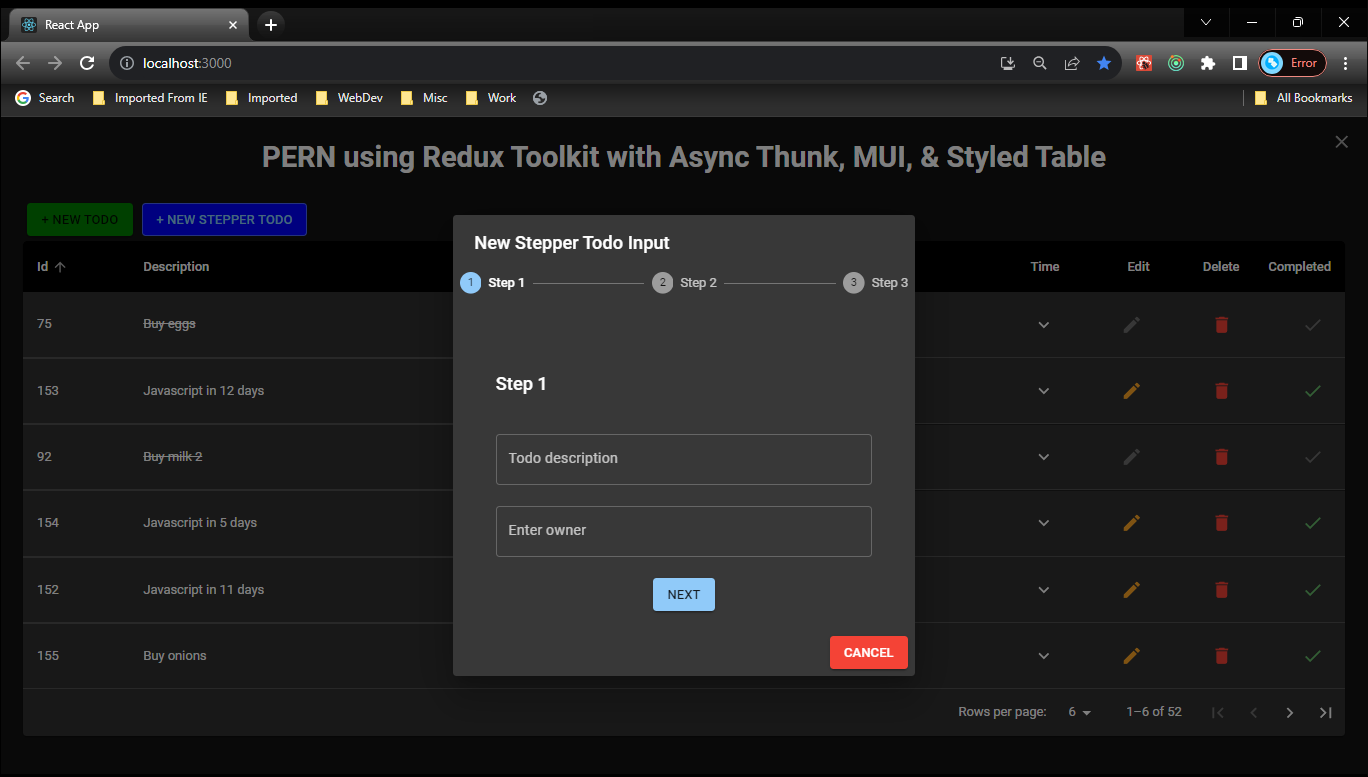 React App
localhost:3000
Error
Search Imported From IE Imported WebDev Misc Work All Bookmarks
PERN using Redux Toolkit with Async Thunk, MUI, & Styled Table
+ NEW TODO + NEW STEPPER TODO
New Stepper Todo Input
1 Step 1 2 Step 2 3 Step 3
Step 1
Todo description
Enter owner
NEXT
CANCEL
Id Description Time Edit Delete Completed
75 Buy eggs
153 Javascript in 12 days
92 Buy milk 2
154 Javascript in 5 days
152 Javascript in 11 days
155 Buy onions
Rows per page: 6 1–6 of 52